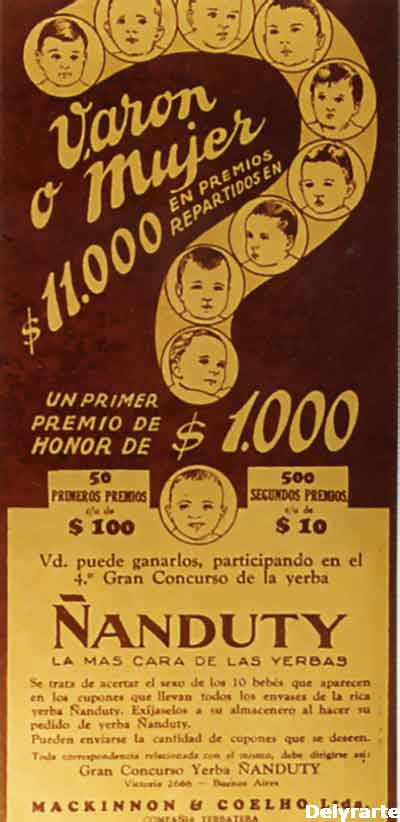 Varon
o Mujer
$ 11.000
EN PREMIOS
REPARTIDOS EN
UN PRIMER
PREMIO DE
HONOR DE
$ 1.000
50
PRIMEROS PREMIOS
c/u de
$ 100
500
SEGUNDOS PREMIOS
c/u de
$ 10
Vd. puede ganarlos, participando en el
4.º Gran Concurso de la yerba
ÑANDUTY
LA MAS CARA DE LAS YERBAS
Se trata de acertar el sexo de los 10 bebés que aparecen
en los cupones que llevan todos los envases de la rica
yerba Ñanduty. Exíjaselos a su almacenero al hacer su
pedido de yerba Ñanduty.
Pueden enviarse la cantidad de cupones que se deseen.
Toda correspondencia relacionada con el mismo, debe dirigirse así:
Gran Concurso Yerba ÑANDUTY
Victoria 2666 — Buenos Aires
MACKINNON & COELHO Ltda.
COMPAÑIA YERBATERA
Delyrarte